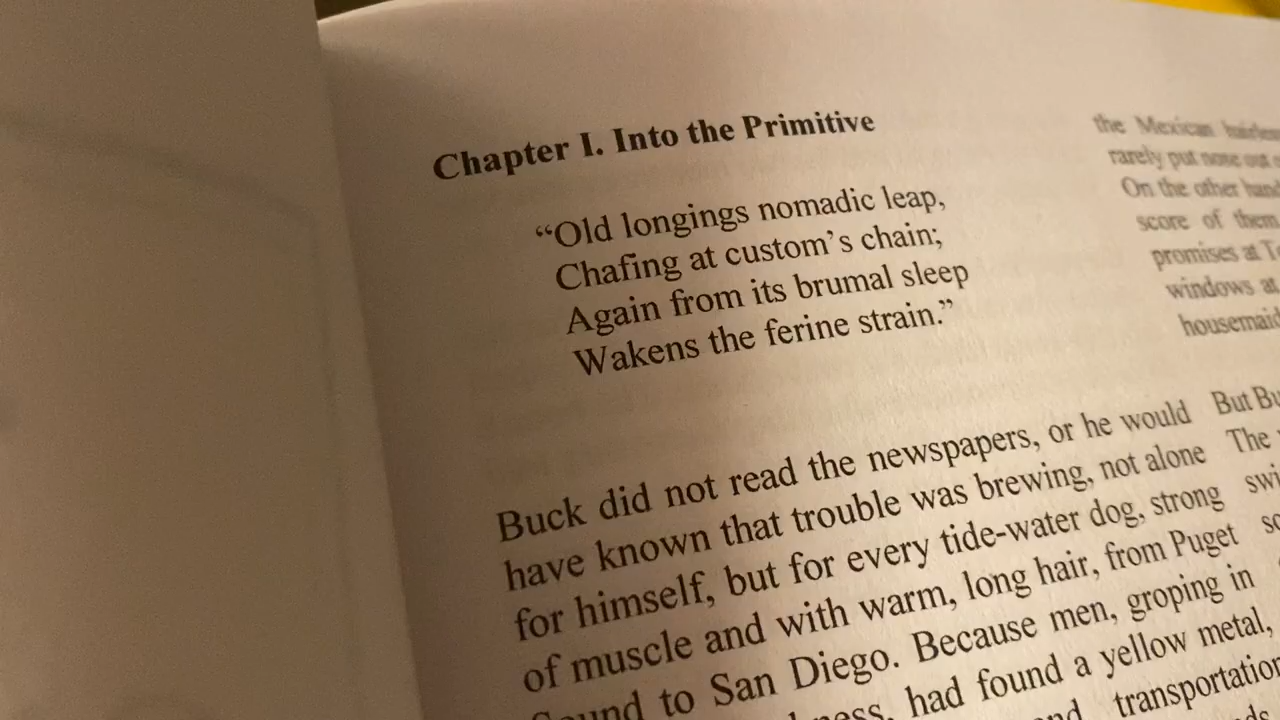 Chapter I. Into the Primitive
“Old longings nomadic leap,
Chafing at custom’s chain;
Again from its brumal sleep
Wakens the ferine strain.”
Buck did not read the newspapers, or he would
have known that trouble was brewing, not alone
for himself, but for every tide-water dog, strong
of muscle and with warm, long hair, from Puget
Sound to San Diego. Because men, groping in
had found a yellow metal,
transportation
the Mexican
rarely put nose out
On the other hand
score of them
promises at
windows at
But
The